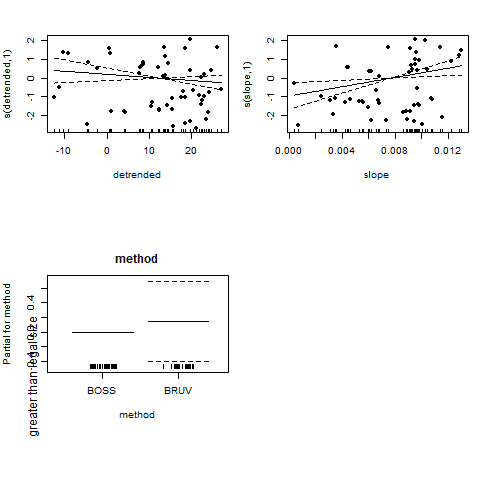 s(detrended,1)
2
1
0
-1
-2
-10
0
10
20
detrended
s(slope,1)
2
1
0
-1
-2
0.000
0.004
0.008
0.012
slope
method
Partial for method
greater than legal size
0.4
BOSS
BRUV
method